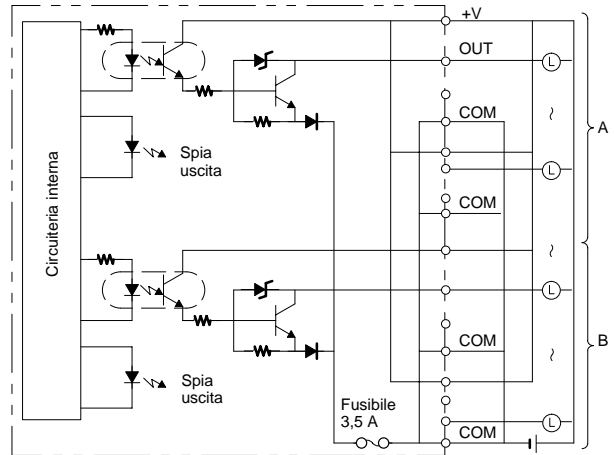 +V
OUT
L
COM
A
Spia
uscita
L
COM
Circuiteria interna
L
B
COM
Spia
uscita
Fusibile
3,5 A
L
COM